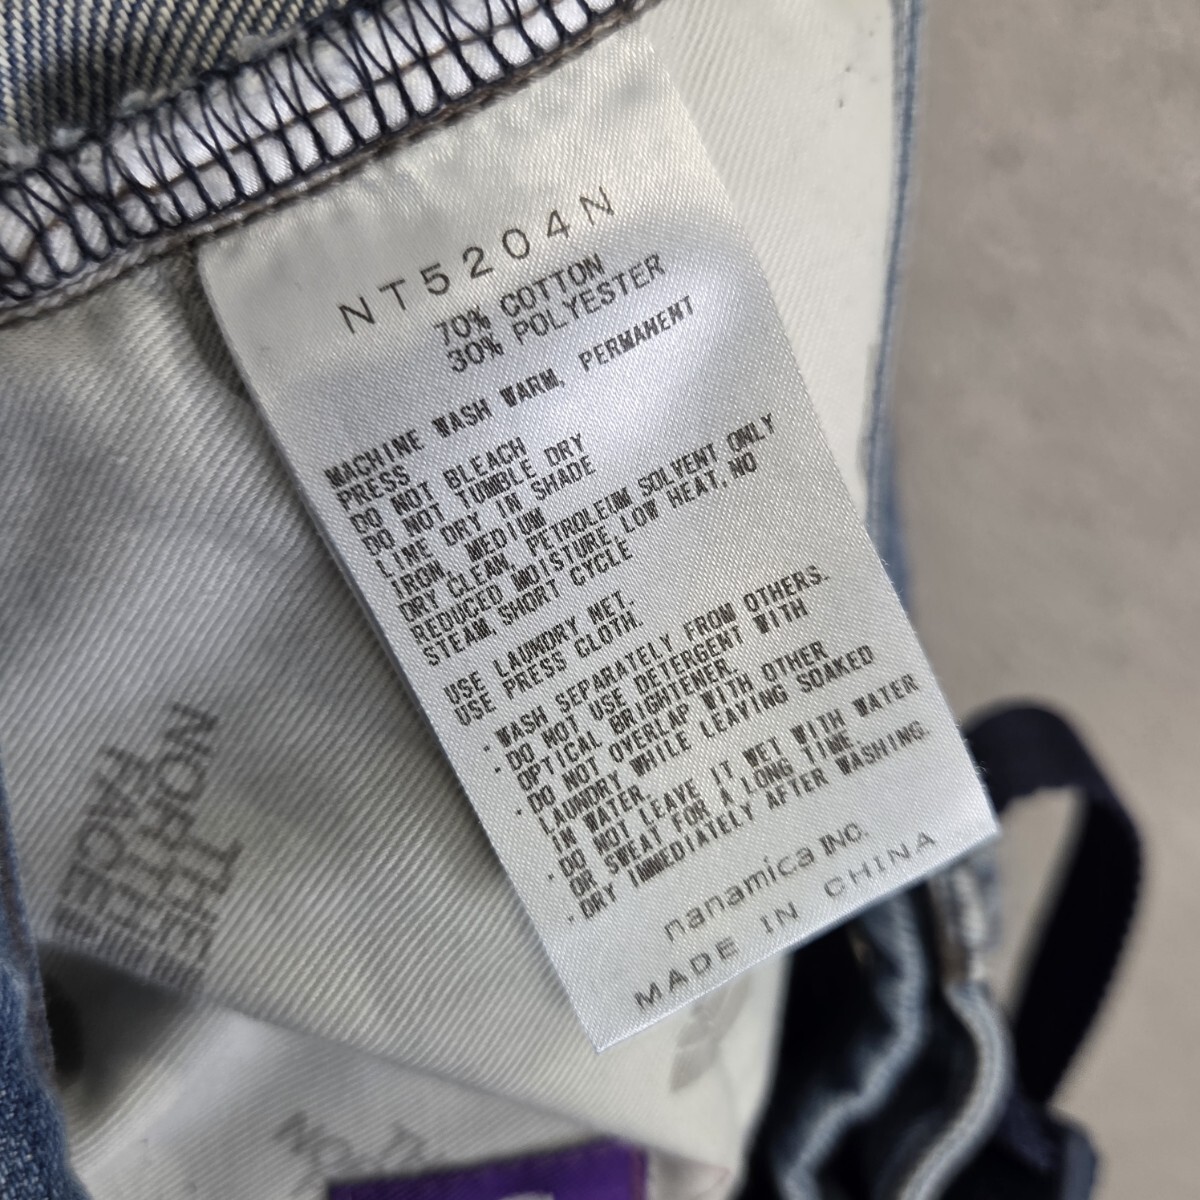 NT5204N
70% COTTON
30% POLYESTER
MACHINE WASH WARM, PERMANENT
PRESS
DO NOT BLEACH
DO NOT TUMBLE DRY
LINE DRY IN SHADE
IRON, MEDIUM
DRY CLEAN, PETROLEUM SOLVENT ONLY
REDUCED MOISTURE, LOW HEAT, NO
STEAM, SHORT CYCLE
USE LAUNDRY NET.
USE PRESS CLOTH.
・WASH SEPARATELY FROM OTHERS.
・DO NOT USE DETERGENT WITH
OPTICAL BRIGHTENER.
・DO NOT OVERLAP WITH OTHER
LAUNDRY WHILE LEAVING SOAKED
IN WATER.
・DO NOT LEAVE IT WET WITH WATER
OR SWEAT FOR A LONG TIME.
・DRY IMMEDIATELY AFTER WASHING.
nanamica INC.
MADE IN CHINA